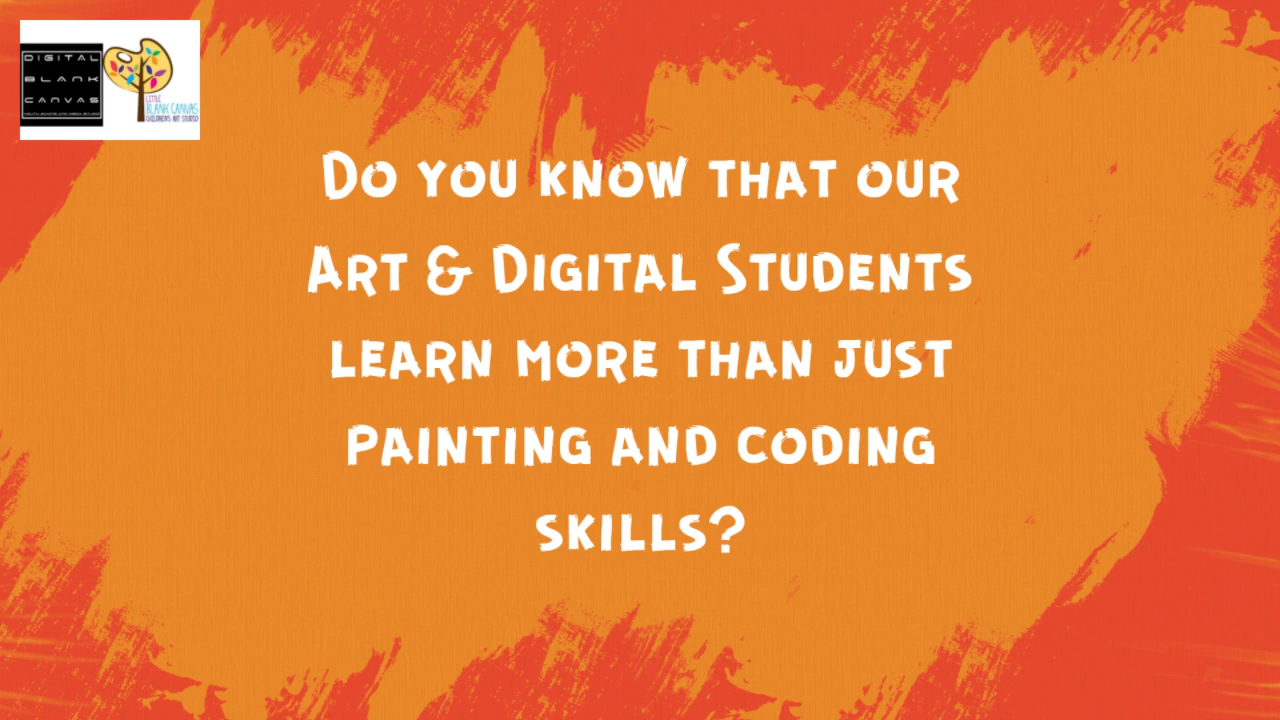 DIGITAL
BLANK
CANVAS
LITTLE
BLANK CANVAS
CHILDREN'S ART STUDIO
Do you know that our
Art & Digital Students
learn more than just
painting and coding
skills?